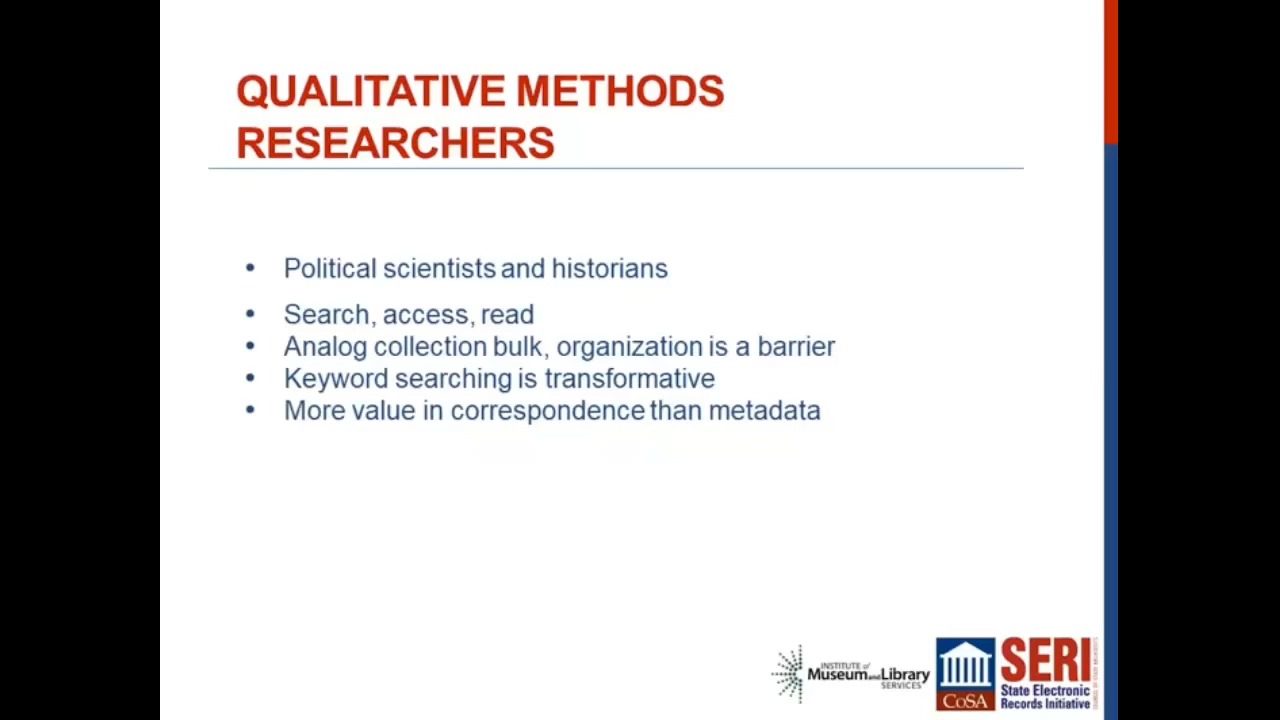 QUALITATIVE METHODS
RESEARCHERS
• Political scientists and historians
• Search, access, read
• Analog collection bulk, organization is a barrier
• Keyword searching is transformative
• More value in correspondence than metadata
INSTITUTE of
Museum and Library
SERVICES
CoSA
SERI
State Electronic
Records Initiative